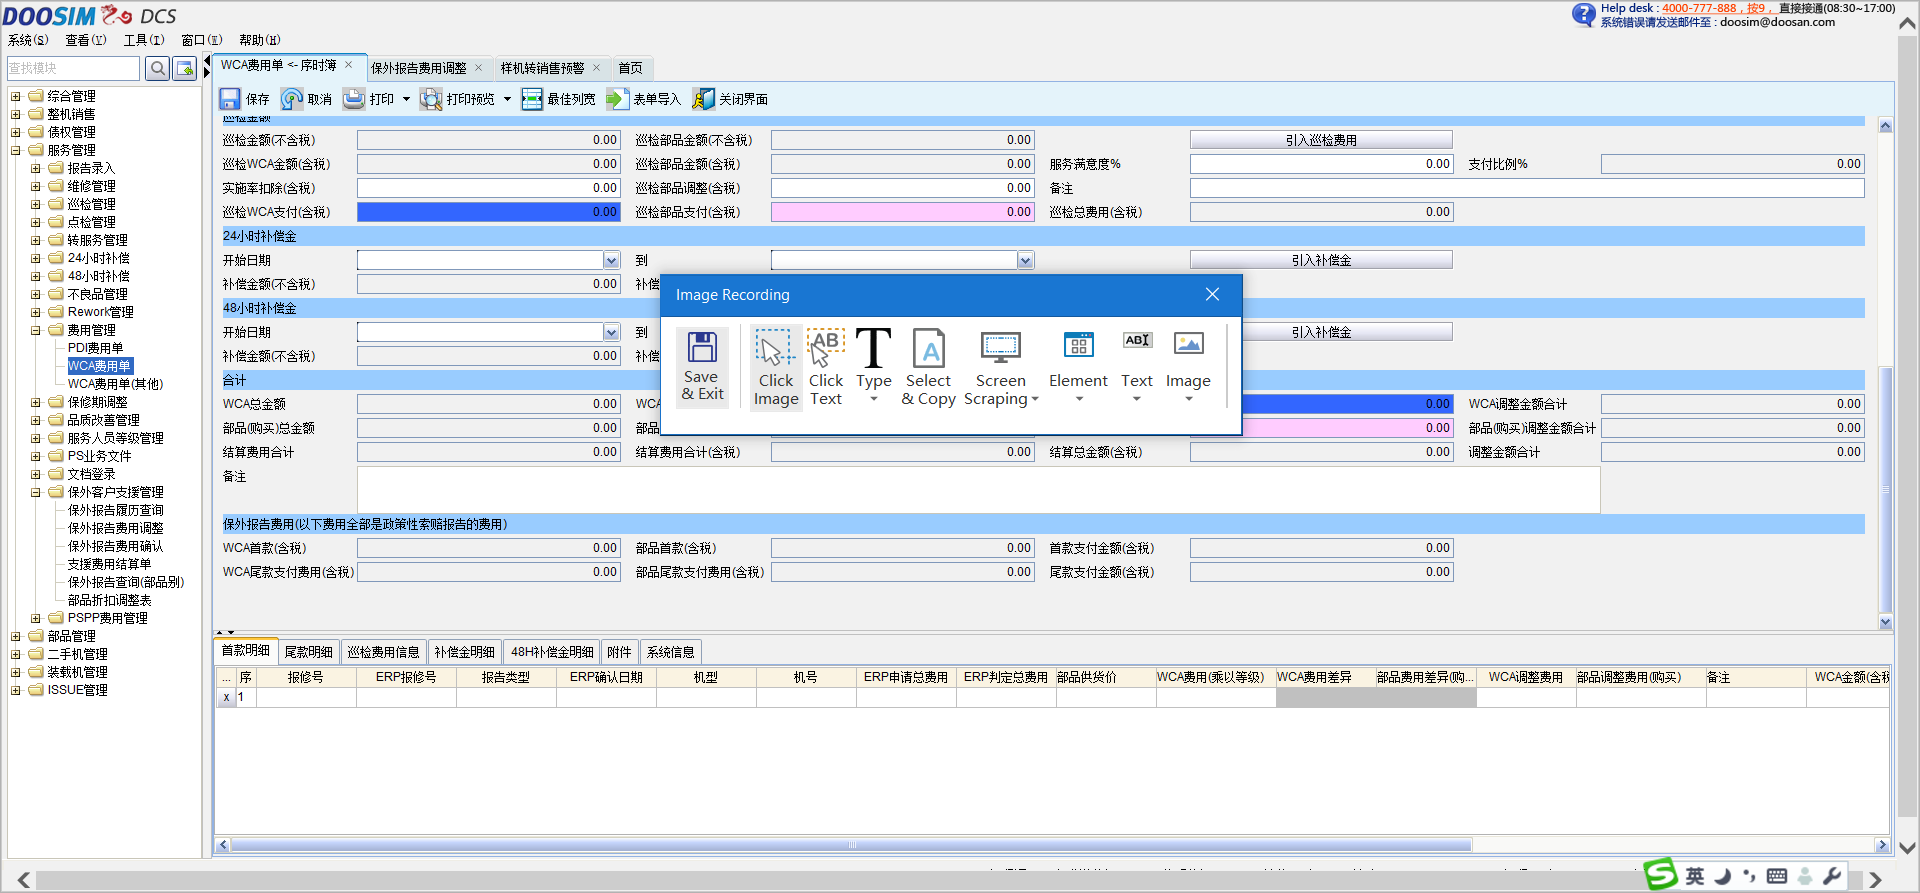 DOOSIM DCS
Help desk : 4000-777-888，按9， 直接接通(08:30~17:00)
系统错误请发送邮件至 : doosim@doosan.com
系统(S) 查看(V) 工具(I) 窗口(W) 帮助(H)
查找模块
WCA费用单 <- 序时簿 × 保外报告费用调整 × 样机转销售预警 × 首页
保存 取消 打印 打印预览 最佳列宽 表单导入 关闭界面
综合管理
整机销售
债权管理
服务管理
报告录入
维修管理
巡检管理
点检管理
转服务管理
24小时补偿
48小时补偿
不良品管理
Rework管理
费用管理
PDI费用单
WCA费用单
WCA费用单(其他)
保修期调整
品质改善管理
服务人员等级管理
PS业务文件
文档登录
保外客户支援管理
保外报告履历查询
保外报告费用调整
保外报告费用确认
支援费用结算单
保外报告查询(部品别)
部品折扣调整表
PSPP费用管理
部品管理
二手机管理
装载机管理
ISSUE管理
巡检金额
巡检金额(不含税) 0.00 巡检部品金额(不含税) 0.00 引入巡检费用
巡检WCA金额(含税) 0.00 巡检部品金额(含税) 0.00 服务满意度% 0.00 支付比例% 0.00
实施率扣除(含税) 0.00 巡检部品调整(含税) 0.00 备注
巡检WCA支付(含税) 0.00 巡检部品支付(含税) 0.00 巡检总费用(含税) 0.00
24小时补偿金
开始日期 到 引入补偿金
补偿金额(不含税) 0.00 补
48小时补偿金
开始日期 到 引入补偿金
补偿金额(不含税) 0.00 补
合计
WCA总金额 0.00 WCA 0.00 WCA调整金额合计 0.00
部品(购买)总金额 0.00 部品 0.00 部品(购买)调整金额合计 0.00
结算费用合计 0.00 结算费用合计(含税) 0.00 结算总金额(含税) 0.00 调整金额合计 0.00
备注
保外报告费用(以下费用全部是政策性索赔报告的费用)
WCA首款(含税) 0.00 部品首款(含税) 0.00 首款支付金额(含税) 0.00
WCA尾款支付费用(含税) 0.00 部品尾款支付费用(含税) 0.00 尾款支付金额(含税) 0.00
Image Recording
Save & Exit
Click Image
Click Text
Type
Select & Copy
Screen Scraping
Element
Text
Image
首款明细 尾款明细 巡检费用信息 补偿金明细 48H补偿金明细 附件 系统信息
... 序 报修号 ERP报修号 报告类型 ERP确认日期 机型 机号 ERP申请总费用 ERP判定总费用 部品供货价 WCA费用(乘以等级) WCA费用差异 部品费用差异(购... WCA调整费用 部品调整费用(购买) 备注 WCA金额(含税
x 1
英